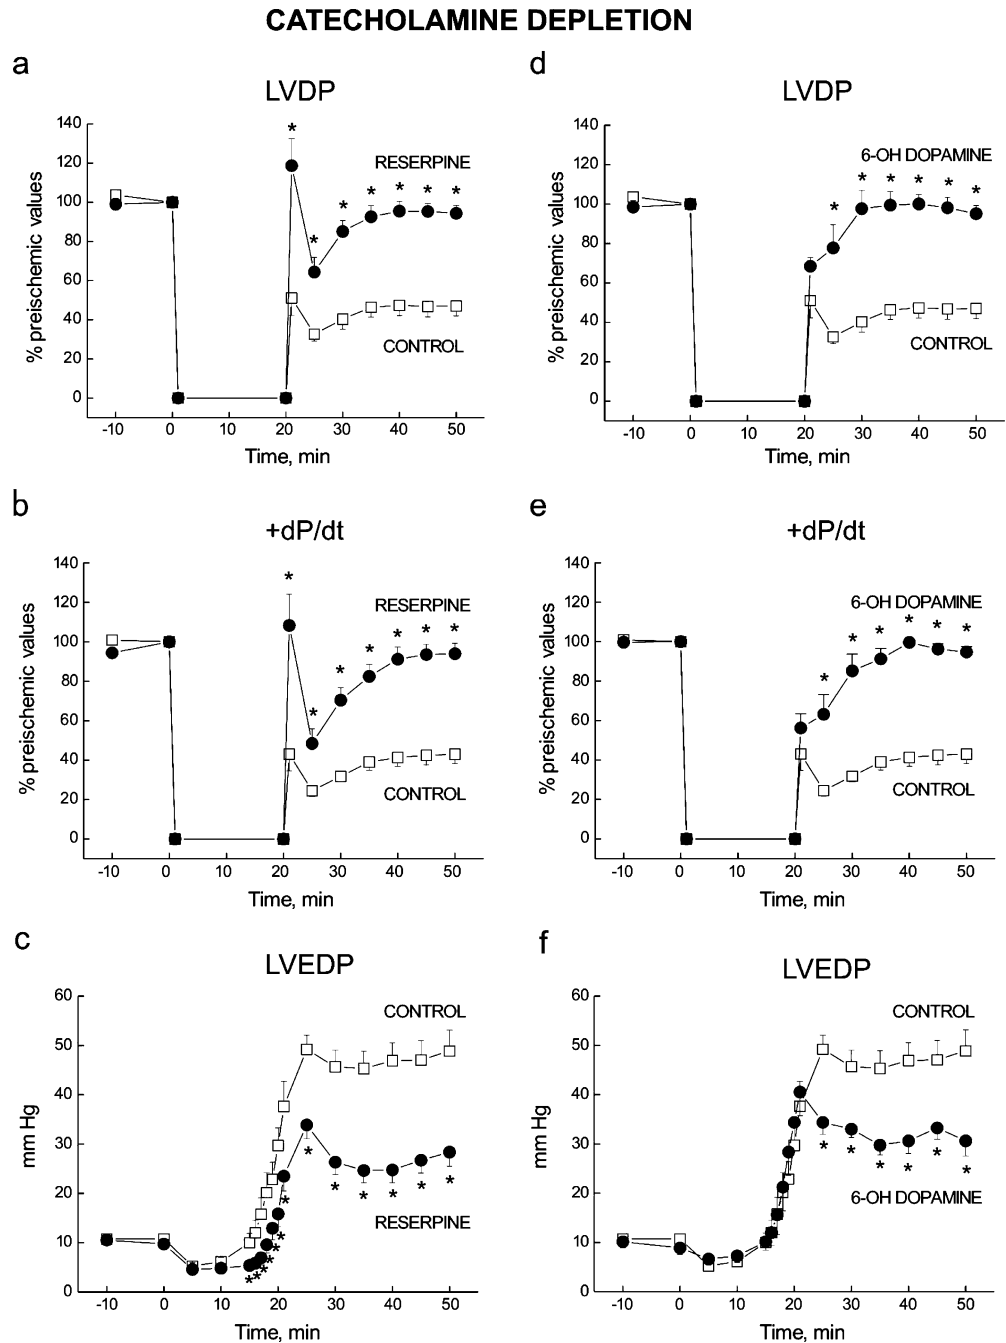 CATECHOLAMINE DEPLETION
a
LVDP
140
120
100
80
60
40
20
0
% preischemic values
*
RESERPINE
* * * * * *
CONTROL
-10 0 10 20 30 40 50
Time, min
d
LVDP
140
120
100
80
60
40
20
0
% preischemic values
6-OH DOPAMINE
* * * * * *
CONTROL
-10 0 10 20 30 40 50
Time, min
b
+dP/dt
140
120
100
80
60
40
20
0
% preischemic values
*
RESERPINE
* * * * * *
CONTROL
-10 0 10 20 30 40 50
Time, min
e
+dP/dt
140
120
100
80
60
40
20
0
% preischemic values
6-OH DOPAMINE
* * * * * *
CONTROL
-10 0 10 20 30 40 50
Time, min
c
LVEDP
60
50
40
30
20
10
0
mm Hg
CONTROL
* * * * * *
RESERPINE
* * * * * * *
-10 0 10 20 30 40 50
Time, min
f
LVEDP
60
50
40
30
20
10
0
mm Hg
CONTROL
* * * * * *
6-OH DOPAMINE
-10 0 10 20 30 40 50
Time, min